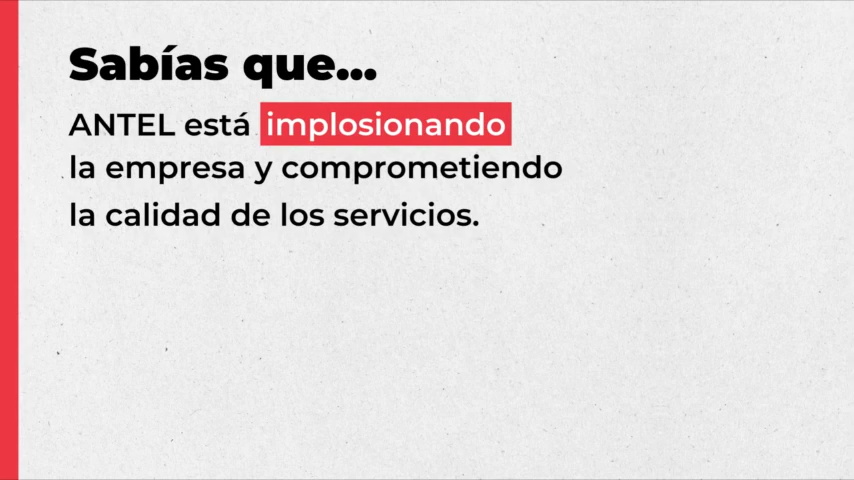 Sabías que...
ANTEL está implosionando
la empresa y comprometiendo
la calidad de los servicios.